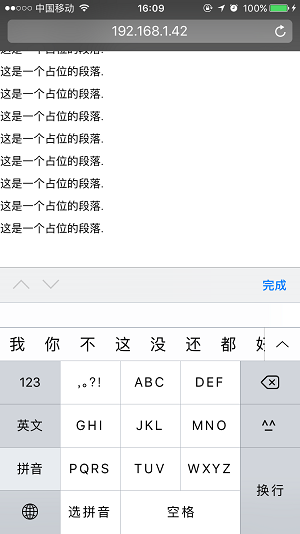 中国移动 16:09 100%
192.168.1.42
这是一个占位的段落.
这是一个占位的段落.
这是一个占位的段落.
这是一个占位的段落.
这是一个占位的段落.
这是一个占位的段落.
这是一个占位的段落.
这是一个占位的段落.
这是一个占位的段落.
完成
我 你 不 这 没 还 都 好
123 ,。?! ABC DEF
英文 GHI JKL MNO ^^
拼音 PQRS TUV WXYZ 换行
选拼音 空格